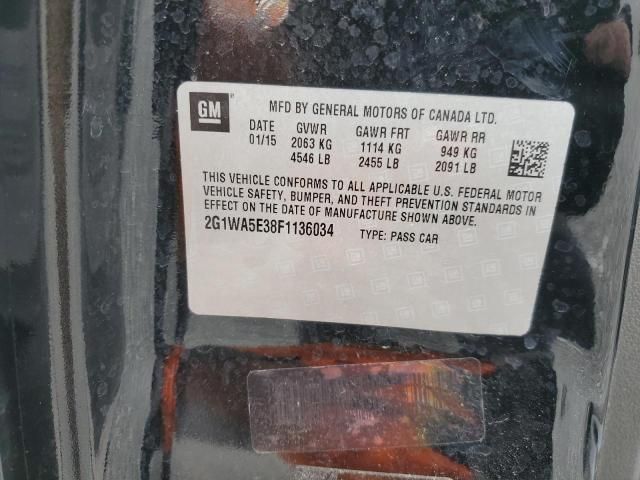 GM
MFD BY GENERAL MOTORS OF CANADA LTD.
DATE GVWR GAWR FRT GAWR RR
01/15 2063 KG 1114 KG 949 KG
4546 LB 2455 LB 2091 LB
THIS VEHICLE CONFORMS TO ALL APPLICABLE U.S. FEDERAL MOTOR
VEHICLE SAFETY, BUMPER, AND THEFT PREVENTION STANDARDS IN
EFFECT ON THE DATE OF MANUFACTURE SHOWN ABOVE.
2G1WA5E38F1136034 TYPE: PASS CAR